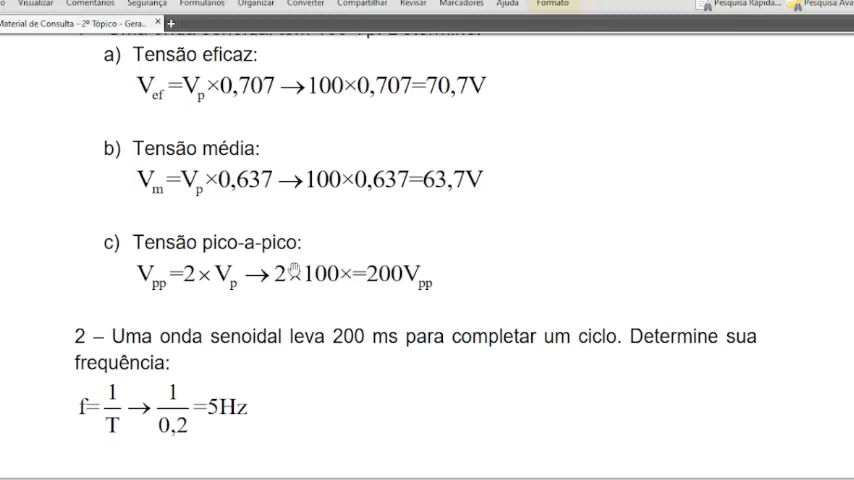 Visualizar Comentários Segurança Formulários Organizar Converter Compartilhar Revisar Marcadores Ajuda Formato Pesquisa Rápida... Pesquisa Ava
Material de Consulta - 2º Tópico - Gera... ×
a) Tensão eficaz:
Vef=Vp×0,707→100×0,707=70,7V
b) Tensão média:
Vm=Vp×0,637→100×0,637=63,7V
c) Tensão pico-a-pico:
Vpp=2×Vp→2×100×=200Vpp
2 – Uma onda senoidal leva 200 ms para completar um ciclo. Determine sua
frequência:
f=1/T→1/0,2=5Hz